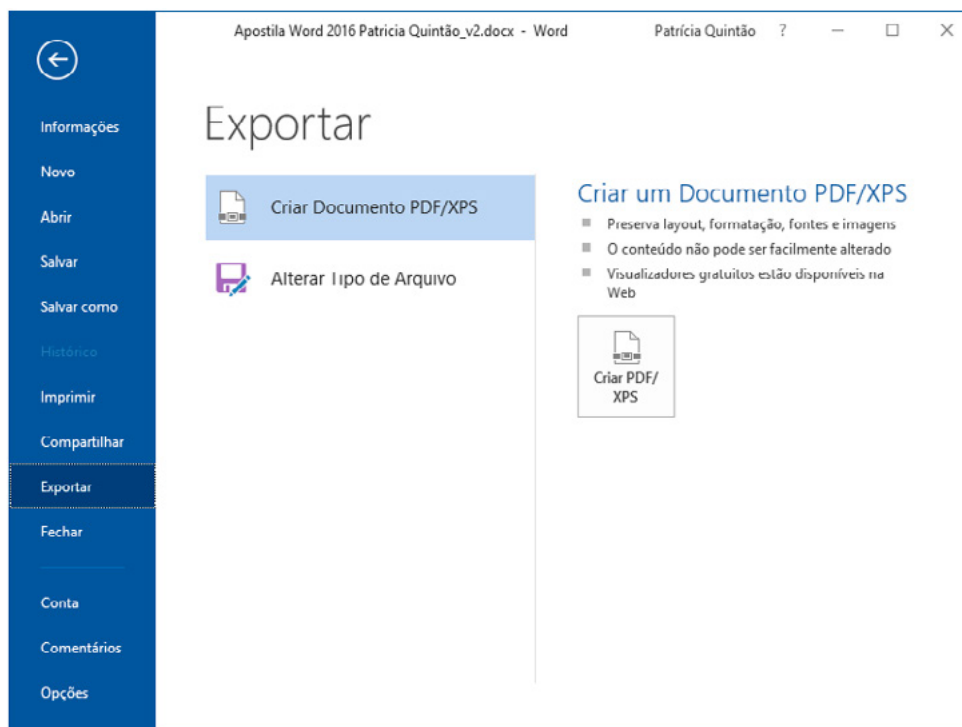 Apostila Word 2016 Patricia Quintão_v2.docx - Word
Patrícia Quintão ?
Informações
Novo
Abrir
Salvar
Salvar como
Histórico
Imprimir
Compartilhar
Exportar
Fechar
Conta
Comentários
Opções
Exportar
Criar Documento PDF/XPS
Alterar Tipo de Arquivo
Criar um Documento PDF/XPS
Preserva layout, formatação, fontes e imagens
O conteúdo não pode ser facilmente alterado
Visualizadores gratuitos estão disponíveis na
Web
Criar PDF/
XPS